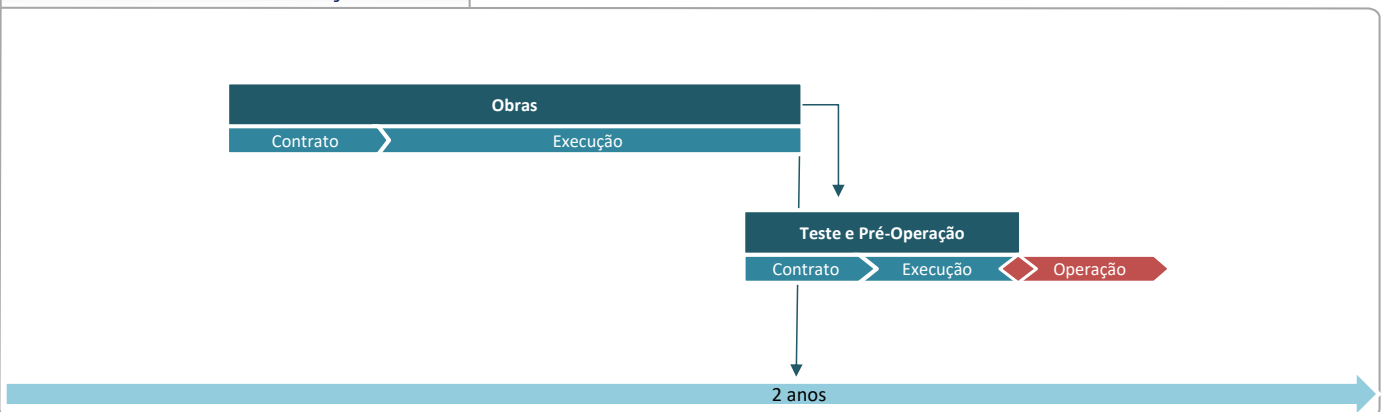 Obras
Contrato
Execução
Teste e Pré-Operação
Contrato
Execução
Operação
2 anos